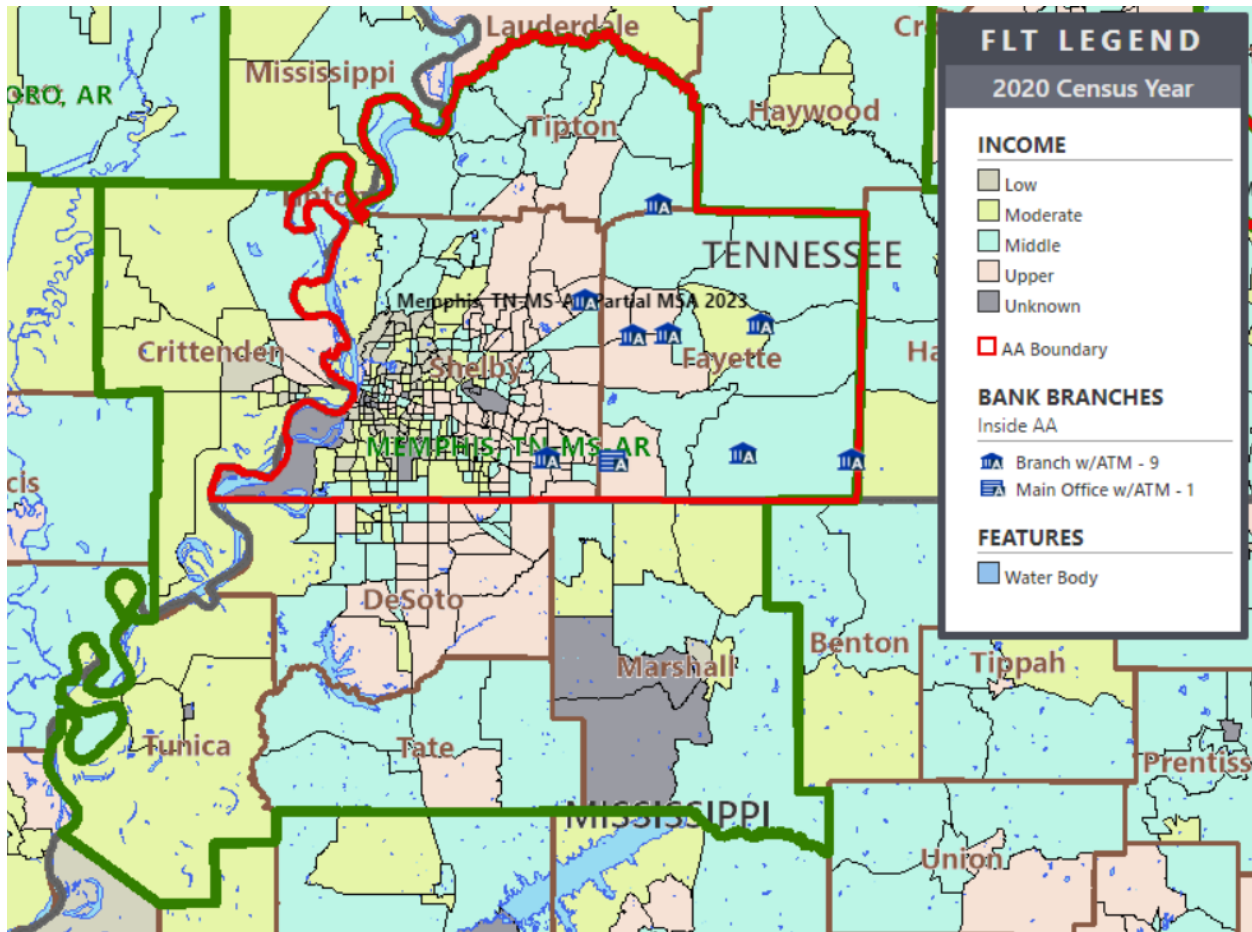 Lauderdale
Cr
Mississippi
ORO, AR
Haywood
Tipton
Tipton
TENNESSEE
Memphis, TN-MS-A Partial MSA 2023
Crittenden
Shelby
Fayette
Ha
MEMPHIS, TN-MS-AR
cis
DeSoto
Benton
Marshall
Tippah
Tunica
Tate
Prentiss
MISSISSIPPI
Union
FLT LEGEND
2020 Census Year
INCOME
Low
Moderate
Middle
Upper
Unknown
AA Boundary
BANK BRANCHES
Inside AA
Branch w/ATM - 9
Main Office w/ATM - 1
FEATURES
Water Body